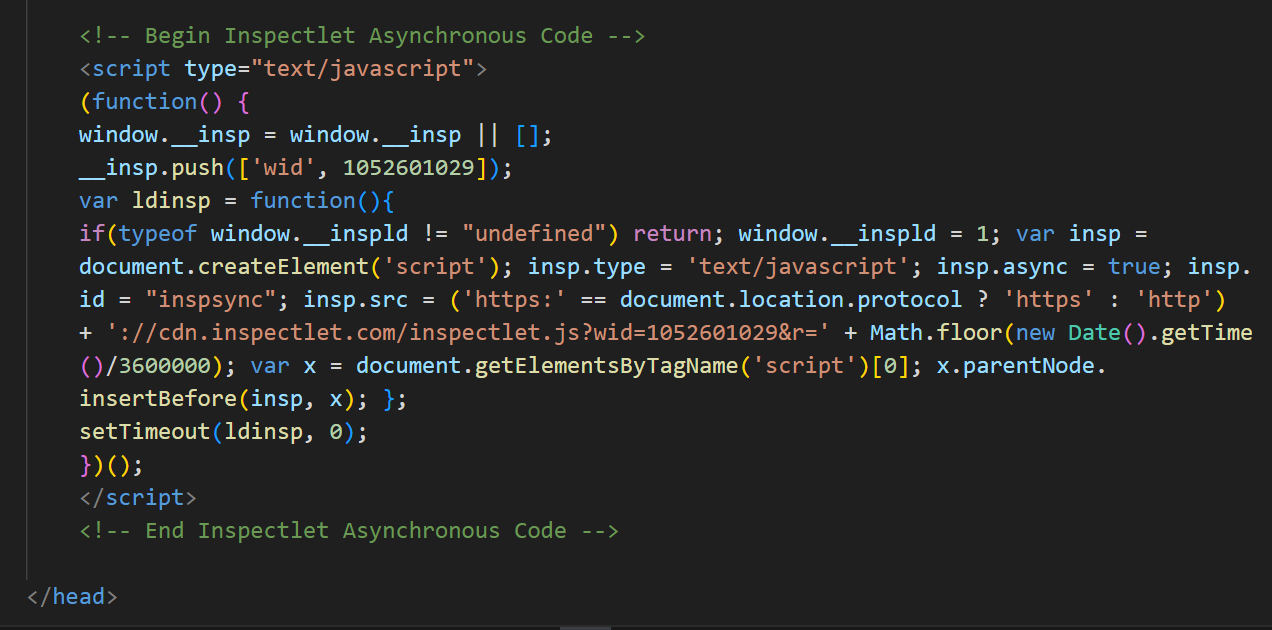 <!-- Begin Inspectlet Asynchronous Code -->
<script type="text/javascript">
(function() {
window.__insp = window.__insp || [];
__insp.push(['wid', 1052601029]);
var ldinsp = function(){
if(typeof window.__inspld != "undefined") return; window.__inspld = 1; var insp =
document.createElement('script'); insp.type = 'text/javascript'; insp.async = true; insp.
id = "inspsync"; insp.src = ('https:' == document.location.protocol ? 'https' : 'http')
+ '://cdn.inspectlet.com/inspectlet.js?wid=1052601029&r=' + Math.floor(new Date().getTime
()/3600000); var x = document.getElementsByTagName('script')[0]; x.parentNode.
insertBefore(insp, x); };
setTimeout(ldinsp, 0);
})();
</script>
<!-- End Inspectlet Asynchronous Code -->
</head>